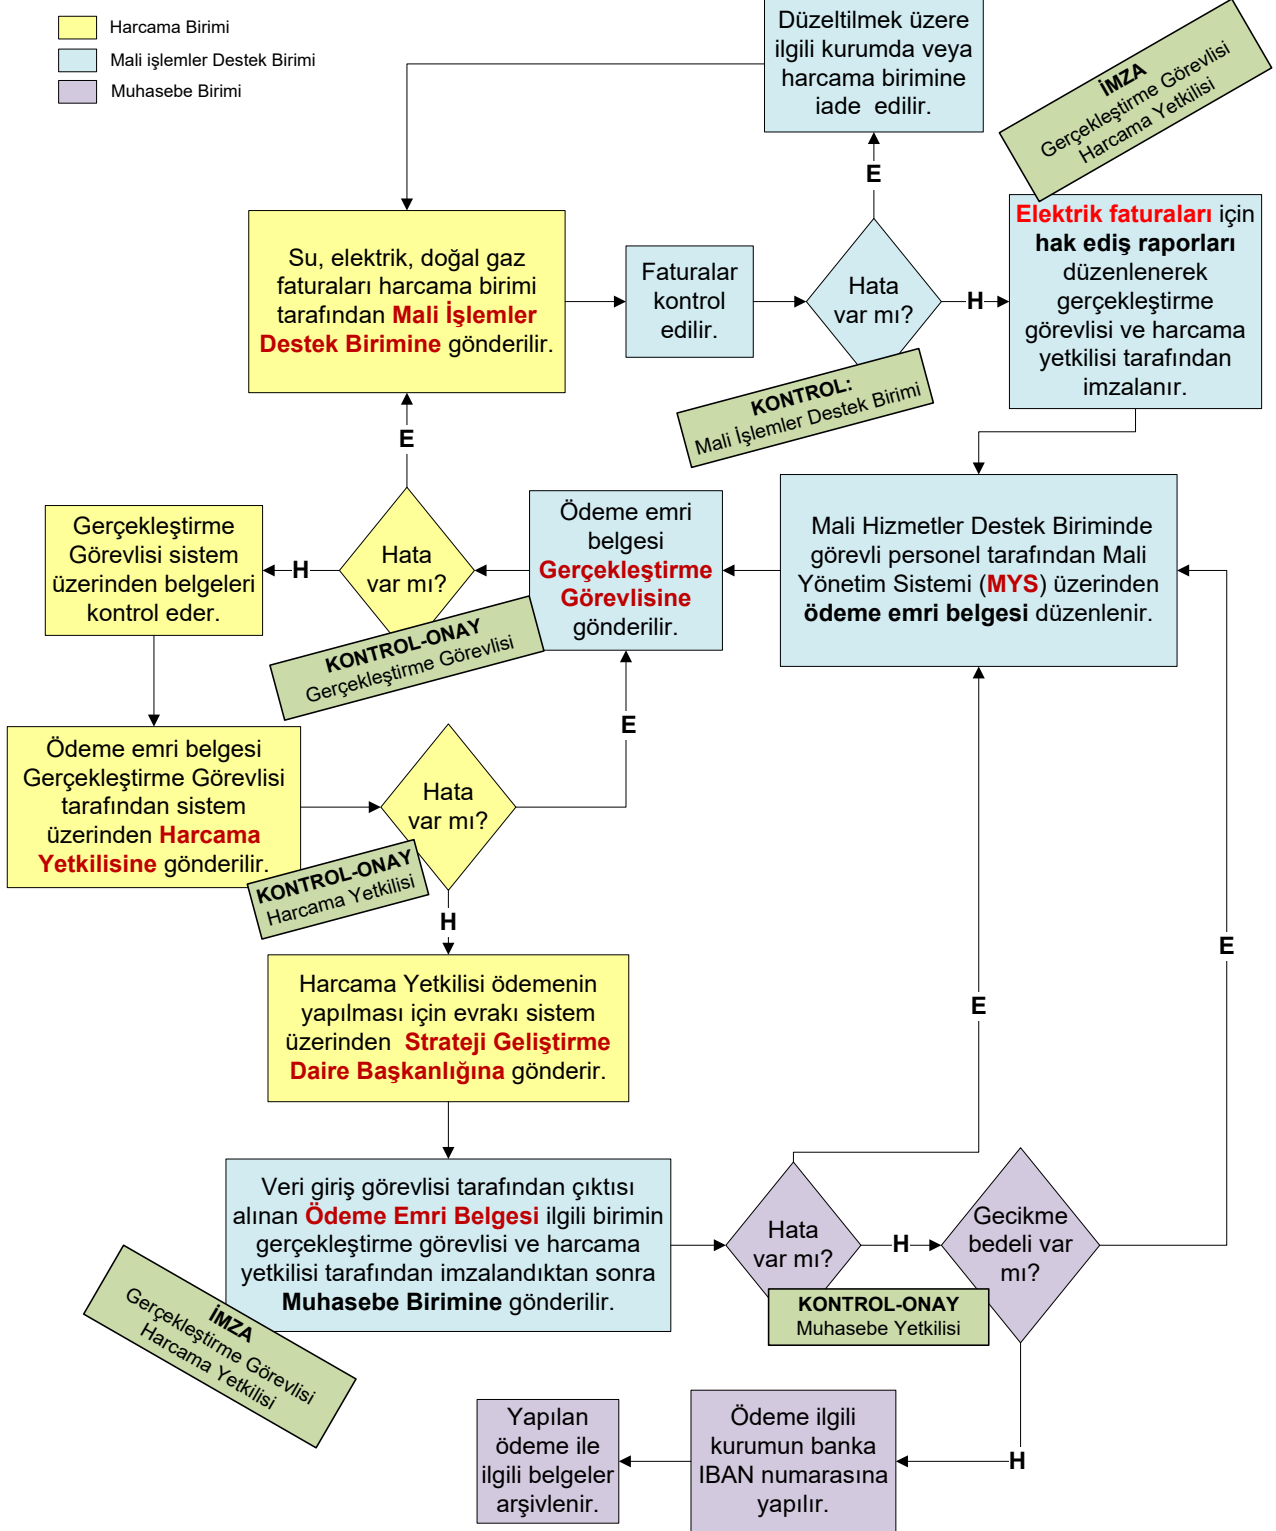 Harcama Birimi
Mali işlemler Destek Birimi
Muhasebe Birimi
Düzeltilmek üzere
ilgili kurumda veya
harcama birimine
iade edilir.
İMZA
Gerçekleştirme Görevlisi
Harcama Yetkilisi
E
Su, elektrik, doğal gaz
faturaları harcama birimi
tarafından Mali İşlemler
Destek Birimine gönderilir.
Faturalar
kontrol
edilir.
Hata
var mı?
H
Elektrik faturaları için
hak ediş raporları
düzenlenerek
gerçekleştirme
görevlisi ve harcama
yetkilisi tarafından
imzalanır.
KONTROL:
Mali İşlemler Destek Birimi
E
Gerçekleştirme
Görevlisi sistem
üzerinden belgeleri
kontrol eder.
H
Hata
var mı?
Ödeme emri
belgesi
Gerçekleştirme
Görevlisine
gönderilir.
Mali Hizmetler Destek Biriminde
görevli personel tarafından Mali
Yönetim Sistemi (MYS) üzerinden
ödeme emri belgesi düzenlenir.
KONTROL-ONAY
Gerçekleştirme Görevlisi
E
Ödeme emri belgesi
Gerçekleştirme Görevlisi
tarafından sistem
üzerinden Harcama
Yetkilisine gönderilir.
Hata
var mı?
KONTROL-ONAY
Harcama Yetkilisi
H
E
Harcama Yetkilisi ödemenin
yapılması için evrakı sistem
üzerinden Strateji Geliştirme
Daire Başkanlığına gönderir.
E
Veri giriş görevlisi tarafından çıktısı
alınan Ödeme Emri Belgesi ilgili birimin
gerçekleştirme görevlisi ve harcama
yetkilisi tarafından imzalandıktan sonra
Muhasebe Birimine gönderilir.
Hata
var mı?
H
Gecikme
bedeli var
mı?
KONTROL-ONAY
Muhasebe Yetkilisi
İMZA
Gerçekleştirme Görevlisi
Harcama Yetkilisi
Yapılan
ödeme ile
ilgili belgeler
arşivlenir.
Ödeme ilgili
kurumun banka
IBAN numarasına
yapılır.
H